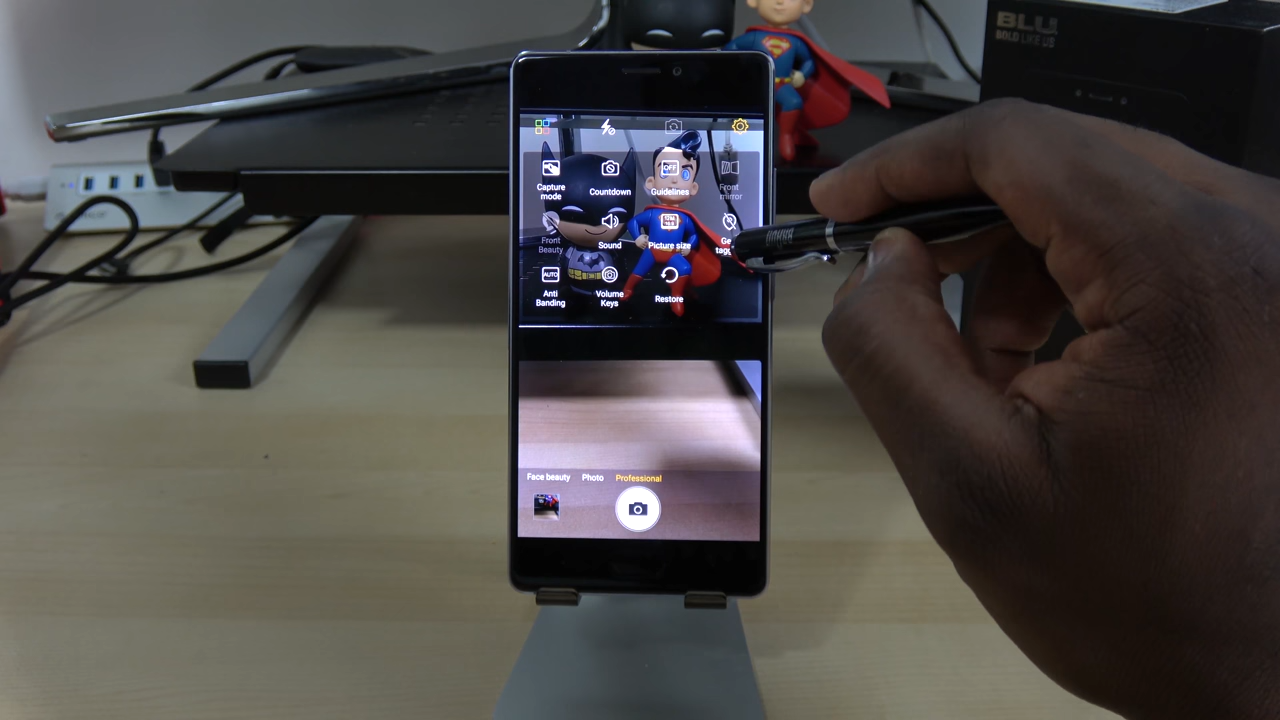 BLU
BOLD LIKE US
Capture
mode
Countdown
OFF
Guidelines
Front
mirror
Front
Beauty
Sound
Picture size
AUTO
Anti
Banding
Volume
Keys
Restore
Face beauty
Photo
Professional